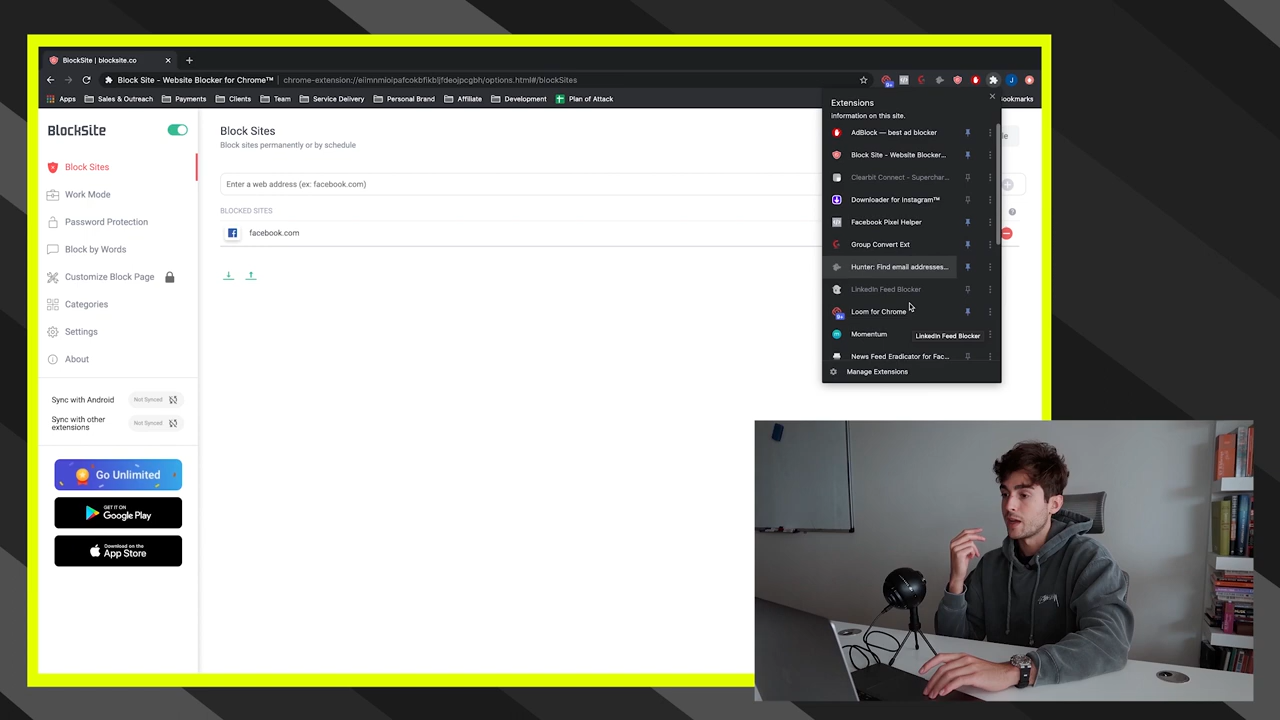 BlockSite | blocksite.co
Block Site - Website Blocker for Chrome™ chrome-extension://eiimnmioipafcokbfikbljfdeojpcgbh/options.html#/blockSites
Apps Sales & Outreach Payments Clients Team Service Delivery Personal Brand Affiliate Development Plan of Attack
Bookmarks
BLOCKSITE
Block Sites
Work Mode
Password Protection
Block by Words
Customize Block Page
Categories
Settings
About
Sync with Android Not Synced
Sync with other extensions Not Synced
Go Unlimited
GET IT ON
Google Play
Download on the
App Store
Block Sites
Block sites permanently or by schedule
Enter a web address (ex: facebook.com)
BLOCKED SITES
facebook.com
Extensions
information on this site.
AdBlock — best ad blocker
Block Site - Website Blocker...
Clearbit Connect - Superchar...
Downloader for Instagram™
Facebook Pixel Helper
Group Convert Ext
Hunter: Find email addresses...
LinkedIn Feed Blocker
Loom for Chrome
Momentum
LinkedIn Feed Blocker
News Feed Eradicator for Fac...
Manage Extensions